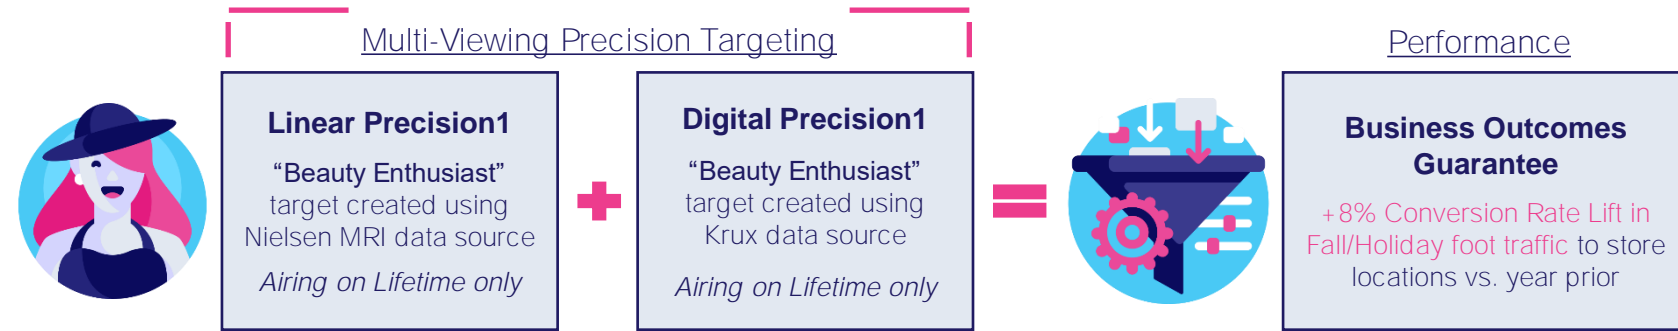 Multi-Viewing Precision Targeting
Performance
Linear Precision1
“Beauty Enthusiast”
target created using
Nielsen MRI data source
Airing on Lifetime only
Digital Precision1
“Beauty Enthusiast”
target created using
Krux data source
Airing on Lifetime only
Business Outcomes
Guarantee
+8% Conversion Rate Lift in
Fall/Holiday foot traffic to store
locations vs. year prior